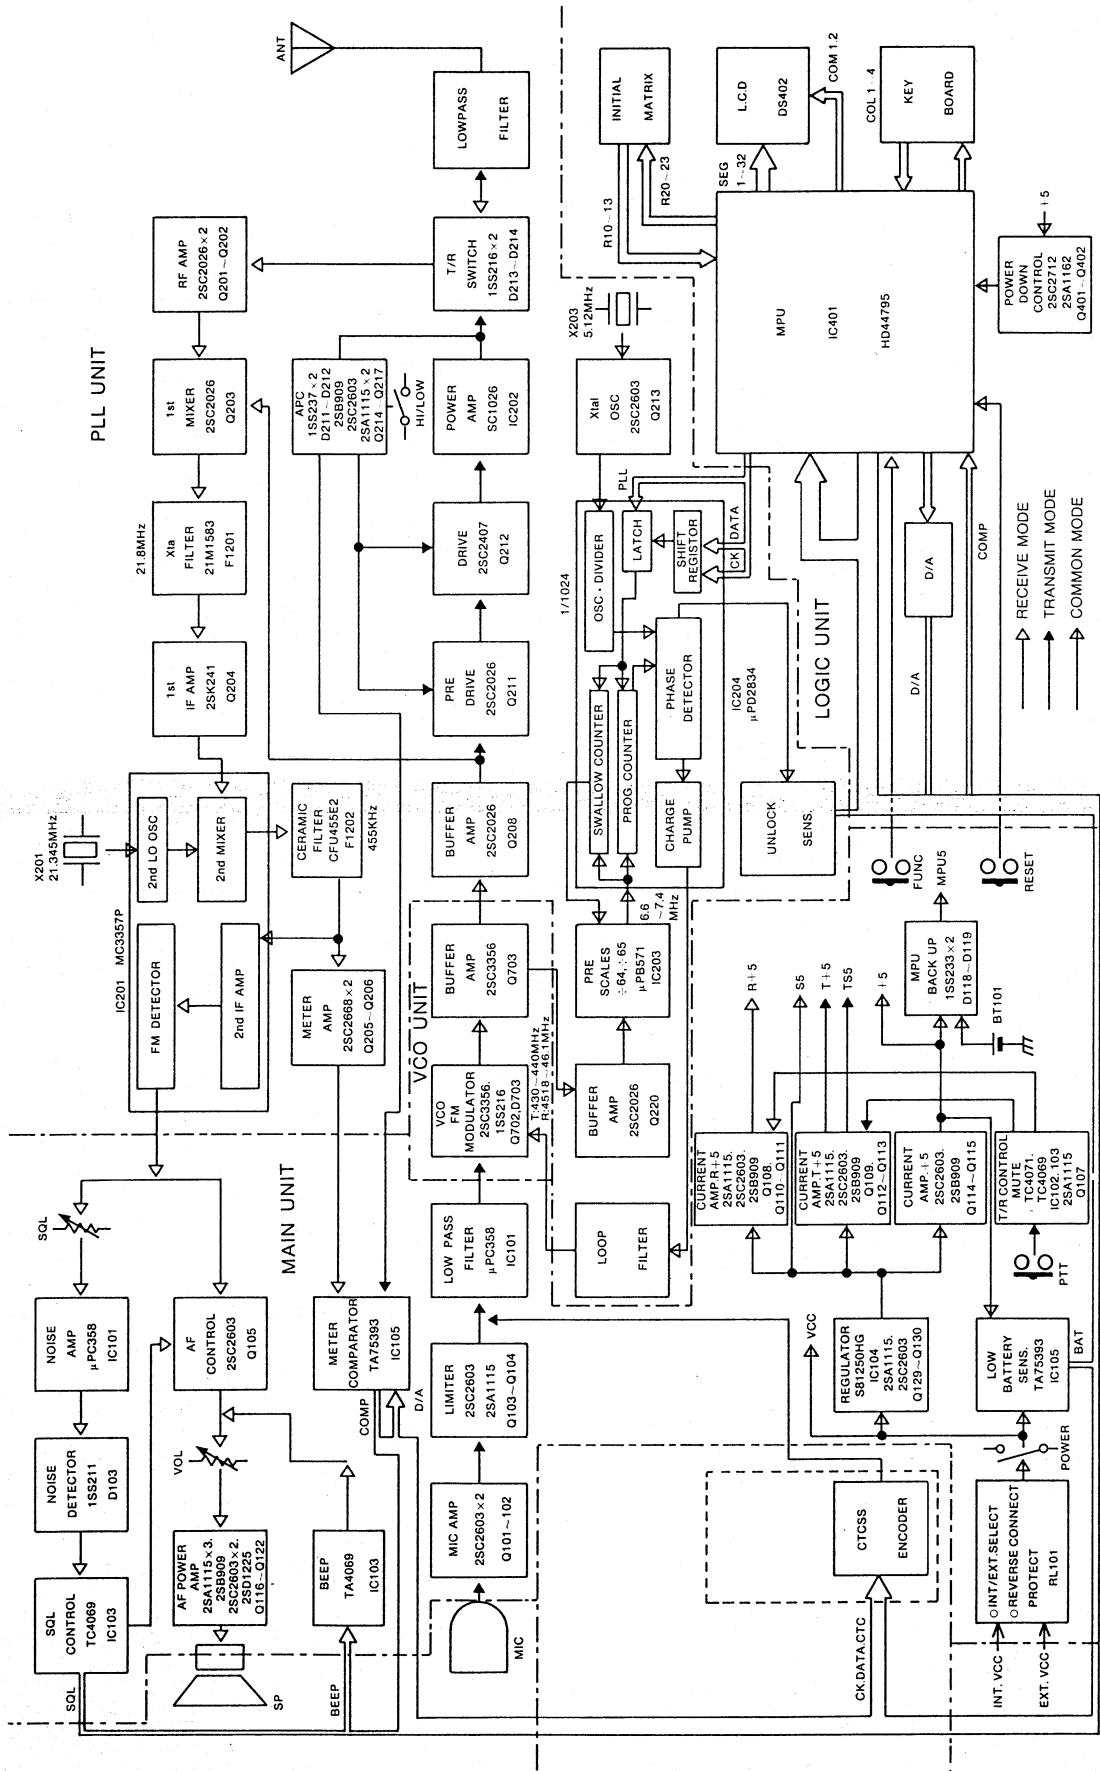 PLL UNIT
ANT
LOWPASS
FILTER
RF AMP
2SC2026×2
Q201~Q202
T/R
SWITCH
1SS216×2
D213~D214
1st
MIXER
2SC2026
Q203
APC
1SS237×2
D211~D212
2SB909
2SC2603
2SA1115×2
Q214~Q217
HI/LOW
POWER
AMP
SC1026
IC202
21.8MHz
Xta
FILTER
21M1583
F1201
DRIVE
2SC2407
Q212
1st
IF AMP
2SK241
Q204
PRE
DRIVE
2SC2026
Q211
X201
21.345MHz
2nd LO OSC
2nd MIXER
CERAMIC
FILTER
CFU455E2
F1202
455KHz
BUFFER
AMP
2SC2026
Q208
IC201 MC3357P
FM DETECTOR
2nd IF AMP
METER
AMP
2SC2668×2
Q205~Q206
VCO UNIT
BUFFER
AMP
2SC3356
Q703
VCO
FM
MODULATOR
2SC3356.
1SS216
Q702,D703
T:430~440MHz
R:4518~46.1MHz
INITIAL
MATRIX
R10~13
R20~23
L.C.D
DS402
SEG
1~32
COM 1.2
KEY
BOARD
COL 1~4
MPU
IC401
HD44795
POWER
DOWN
CONTROL
2SC2712
2SA1162
Q401~Q402
+5
X203
5.12MHz
Xtal
OSC
2SC2603
Q213
1/1024
OSC·DIVIDER
LATCH
SHIFT
REGISTOR
PLL
DATA
CK
SWALLOW COUNTER
PROG. COUNTER
PHASE
DETECTOR
CHARGE
PUMP
IC204
μPD2834
UNLOCK
SENS.
LOGIC UNIT
D/A
D/A
COMP
RECEIVE MODE
TRANSMIT MODE
COMMON MODE
PRE
SCALES
÷64,÷65
μPB571
IC203
6.6
~7.4
MHz
BUFFER
AMP
2SC2026
Q220
LOOP
FILTER
FUNC
RESET
MPU5
MPU
BACK UP
1SS233×2
D118~D119
BT101
R+5
S5
T+5
TS5
+5
CURRENT
AMP.R+5
2SA1115.
2SC2603.
2SB909
Q108.
Q110~Q111
CURRENT
AMP.T+5
2SA1115.
2SC2603.
2SB909
Q109.
Q112~Q113
CURRENT
AMP.+5
2SC2603.
2SB909
Q114~Q115
T/R CONTROL
MUTE
TC4071.
TC4069
IC102.103
2SA1115
Q107
PTT
MAIN UNIT
SQL
NOISE
AMP
μPC358
IC101
AF
CONTROL
2SC2603
Q105
METER
COMPARATOR
TA75393
IC105
COMP
D/A
LOW PASS
FILTER
μPC358
IC101
LIMITER
2SC2603
2SA1115
Q103~Q104
NOISE
DETECTOR
1SS211
D103
VOL
MIC AMP
2SC2603×2
Q101~102
SQL
CONTROL
TC4069
IC103
SQL
AF POWER
AMP
2SA1115×3.
2SB909
2SC2603×2.
2SD1225
Q116~Q122
BEEP
TA4069
IC103
BEEP
SP
MIC
VCC
REGULATOR
S81250HG
IC104
2SA1115.
2SC2603
Q129~Q130
LOW
BATTERY
SENS.
TA75393
IC105
BAT
POWER
CTCSS
ENCODER
CK.DATA.CTC
○INT/EXT.SELECT
○REVERSE CONNECT
PROTECT
RL101
INT. VCC
EXT. VCC